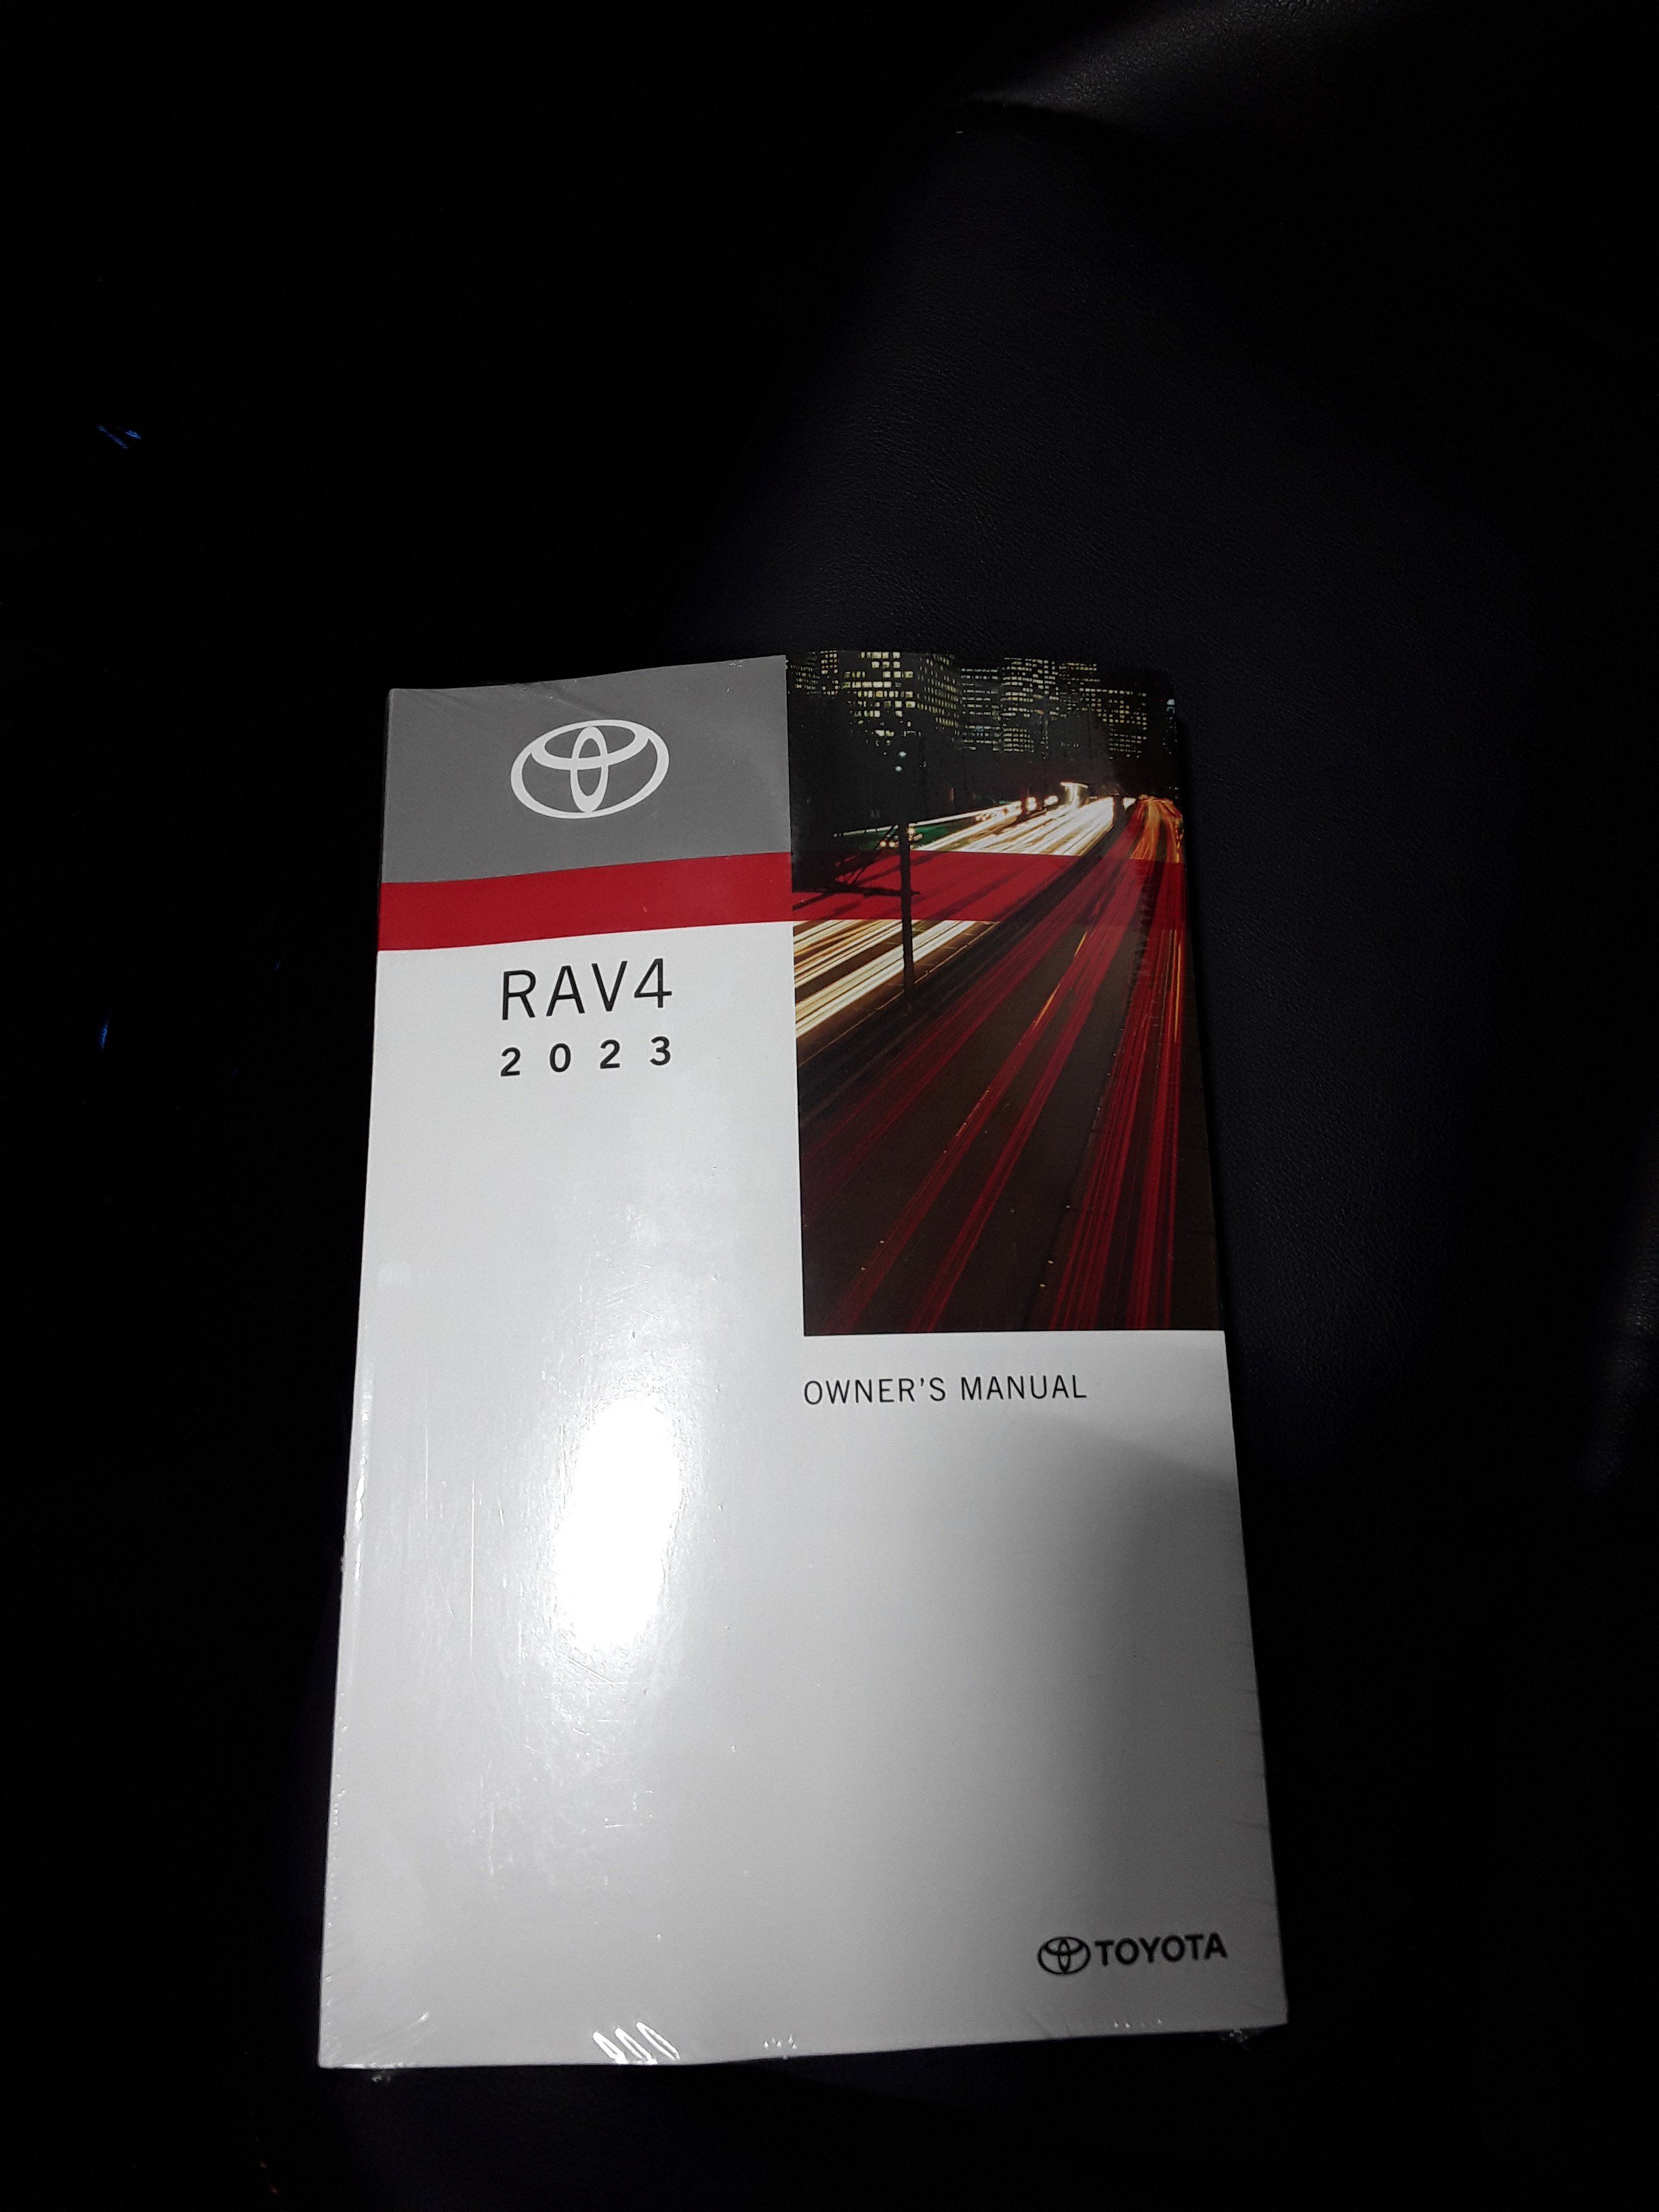 RAV4
2023
OWNER'S MANUAL
TOYOTA